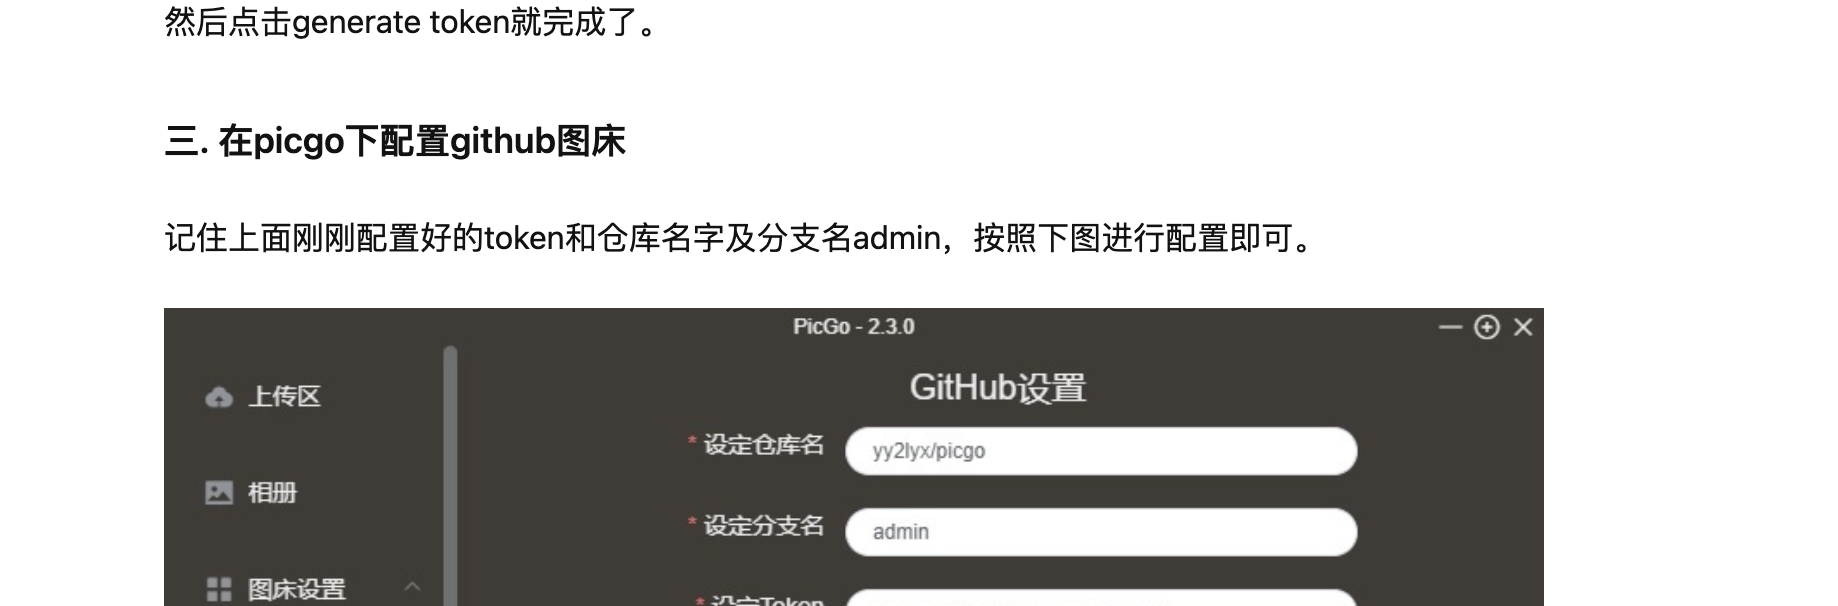 然后点击generate token就完成了。
三. 在picgo下配置github图床
记住上面刚刚配置好的token和仓库名字及分支名admin，按照下图进行配置即可。
PicGo - 2.3.0
上传区
GitHub设置
* 设定仓库名 yy2lyx/picgo
相册
* 设定分支名 admin
图床设置
* 设定Token